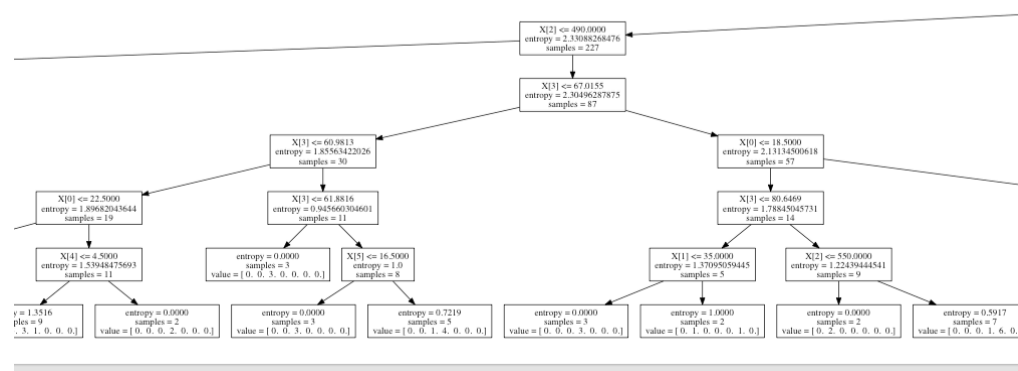 X[2] <= 490.0000
entropy = 2.33088268476
samples = 227
X[3] <= 67.0155
entropy = 2.30496287875
samples = 87
X[3] <= 60.9813
entropy = 1.85563422026
samples = 30
X[0] <= 18.5000
entropy = 2.13134500618
samples = 57
X[0] <= 22.5000
entropy = 1.89682043644
samples = 19
X[3] <= 61.8816
entropy = 0.945660304601
samples = 11
X[3] <= 80.6469
entropy = 1.78845045731
samples = 14
X[4] <= 4.5000
entropy = 1.53948475693
samples = 11
entropy = 0.0000
samples = 3
value = [ 0. 0. 3. 0. 0. 0. 0.]
X[5] <= 16.5000
entropy = 1.0
samples = 8
X[1] <= 35.0000
entropy = 1.37095059445
samples = 5
X[2] <= 550.0000
entropy = 1.22439444541
samples = 9
y = 1.3516
ples = 9
. 3. 1. 0. 0. 0.]
entropy = 0.0000
samples = 2
value = [ 0. 0. 0. 2. 0. 0. 0.]
entropy = 0.0000
samples = 3
value = [ 0. 0. 3. 0. 0. 0. 0.]
entropy = 0.7219
samples = 5
value = [ 0. 0. 1. 4. 0. 0. 0.]
entropy = 0.0000
samples = 3
value = [ 0. 0. 0. 3. 0. 0. 0.]
entropy = 1.0000
samples = 2
value = [ 0. 1. 0. 0. 0. 1. 0.]
entropy = 0.0000
samples = 2
value = [ 0. 2. 0. 0. 0. 0. 0.]
entropy = 0.5917
samples = 7
value = [ 0. 0. 0. 1. 6. 0.